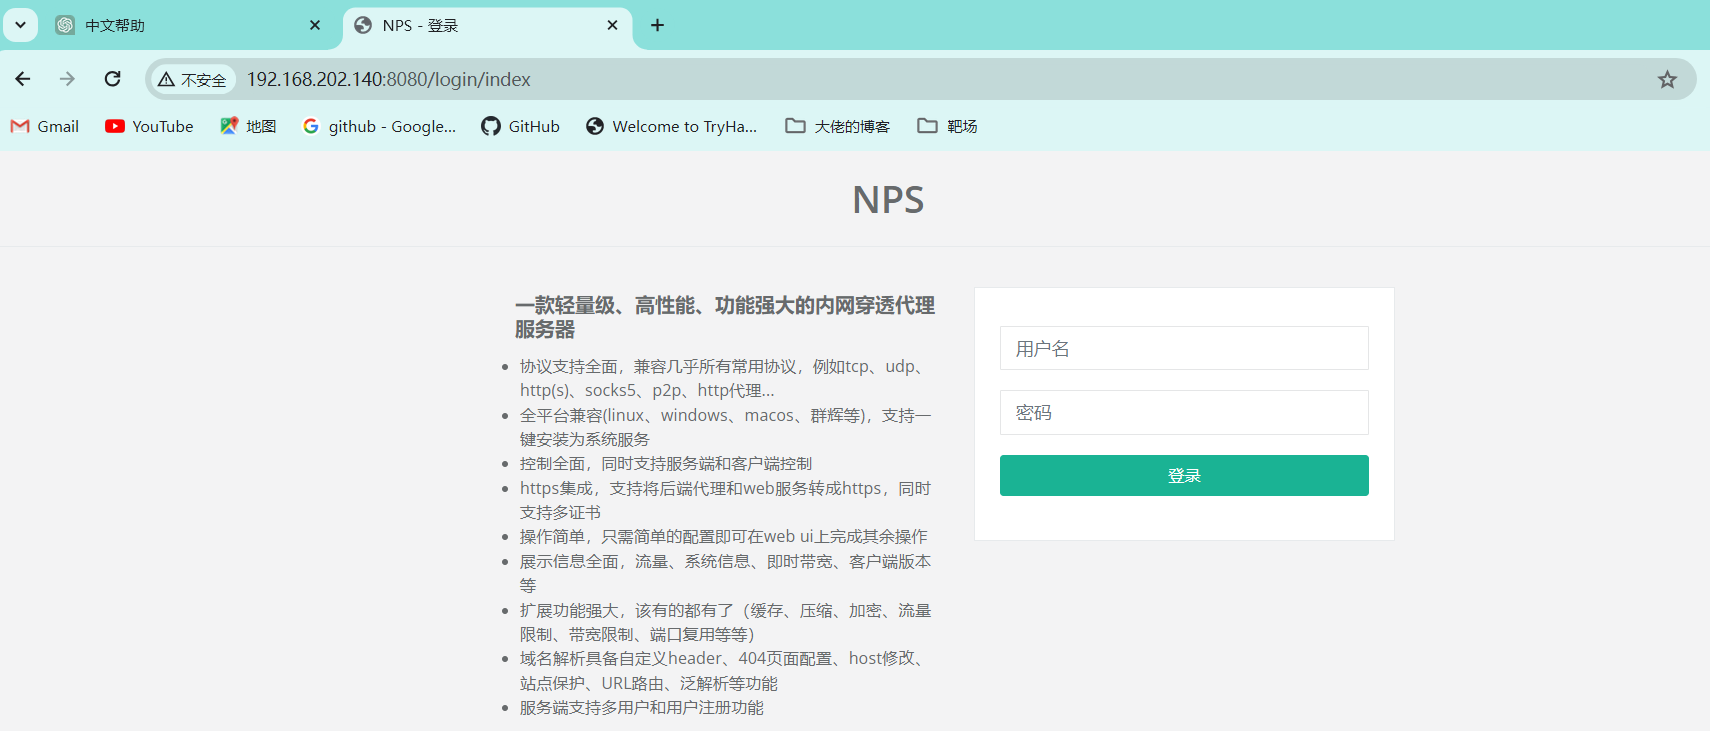 中文帮助
NPS - 登录
不安全 192.168.202.140:8080/login/index
Gmail YouTube 地图 github - Google... GitHub Welcome to TryHa... 大佬的博客 靶场
NPS
一款轻量级、高性能、功能强大的内网穿透代理
服务器
协议支持全面，兼容几乎所有常用协议，例如tcp、udp、
http(s)、socks5、p2p、http代理...
全平台兼容(linux、windows、macos、群辉等)，支持一
键安装为系统服务
控制全面，同时支持服务端和客户端控制
https集成，支持将后端代理和web服务转成https，同时
支持多证书
操作简单，只需简单的配置即可在web ui上完成其余操作
展示信息全面，流量、系统信息、即时带宽、客户端版本
等
扩展功能强大，该有的都有了（缓存、压缩、加密、流量
限制、带宽限制、端口复用等等）
域名解析具备自定义header、404页面配置、host修改、
站点保护、URL路由、泛解析等功能
服务端支持多用户和用户注册功能
用户名
密码
登录